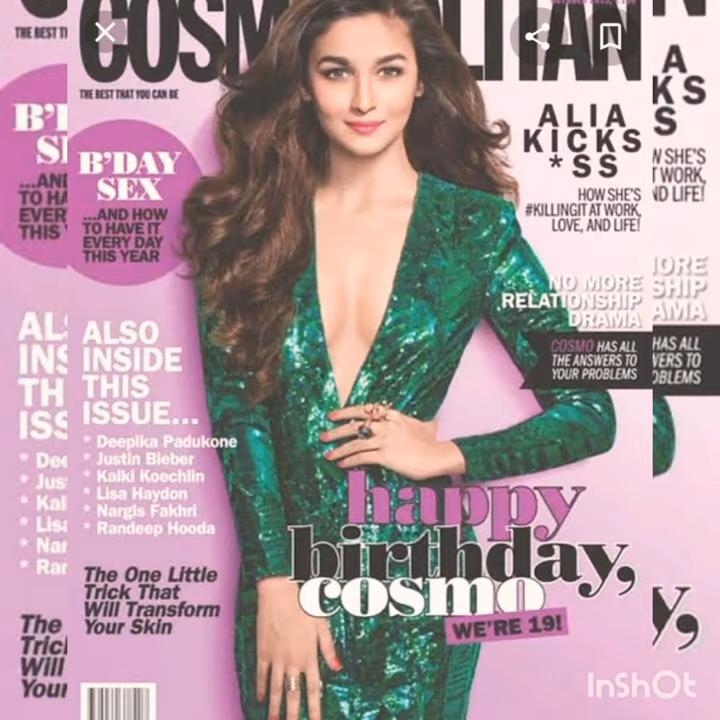 COSM LITAN
THE BEST THAT YOU CAN BE
B'DAY
SEX
...AND HOW
TO HAVE IT
EVERY DAY
THIS YEAR
ALIA
KICKS
*SS
HOW SHE'S
#KILLINGIT AT WORK,
LOVE, AND LIFE!
NO MORE
RELATIONSHIP
DRAMA
COSMO HAS ALL
THE ANSWERS TO
YOUR PROBLEMS
ALSO
INSIDE
THIS
ISSUE...
* Deepika Padukone
* Justin Bieber
* Kalki Koechlin
* Lisa Haydon
* Nargis Fakhri
* Randeep Hooda
The One Little
Trick That
Will Transform
Your Skin
happy
birthday,
cosmo
WE'RE 19!
InShOt